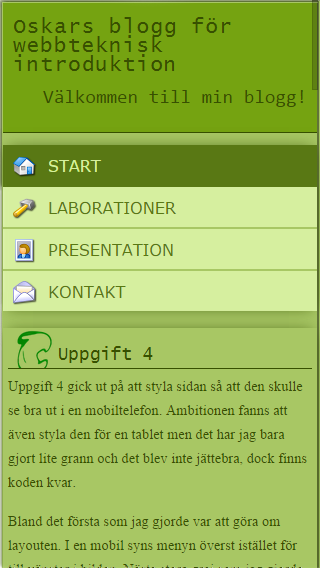 Oskars blogg för
webbteknisk
introduktion
Välkommen till min blogg!
START
LABORATIONER
PRESENTATION
KONTAKT
Uppgift 4
Uppgift 4 gick ut på att styla sidan så att den skulle
se bra ut i en mobiltelefon. Ambitionen fanns att
även styla den för en tablet men det har jag bara
gjort lite grann och det blev inte jättebra, dock finns
koden kvar.
Bland det första som jag gjorde var att göra om
layouten. I en mobil syns menyn överst istället för